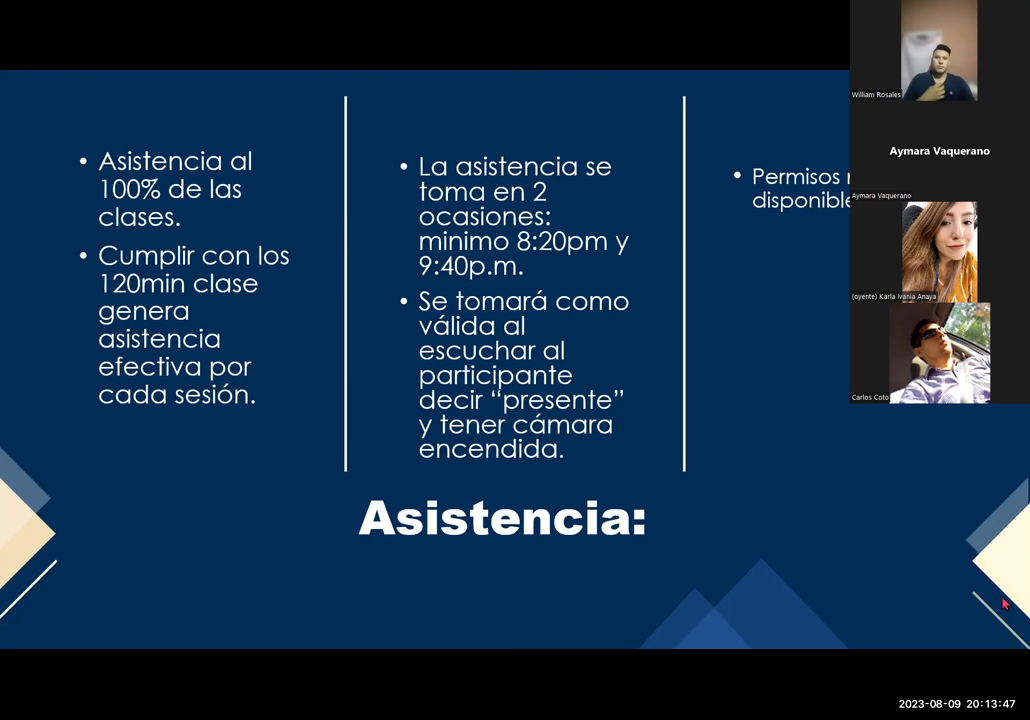 • Asistencia al
100% de las
clases.
• Cumplir con los
120min clase
genera
asistencia
efectiva por
cada sesión.
• La asistencia se
toma en 2
ocasiones:
minimo 8:20pm y
9:40p.m.
• Se tomará como
válida al
escuchar al
participante
decir “presente”
y tener cámara
encendida.
• Permisos
Asistencia:
William Rosales
Aymara Vaquerano
Aymara Vaquerano
(oyente) Karla Ivania Anaya
Carlos Coto
2023-08-09 20:13:47